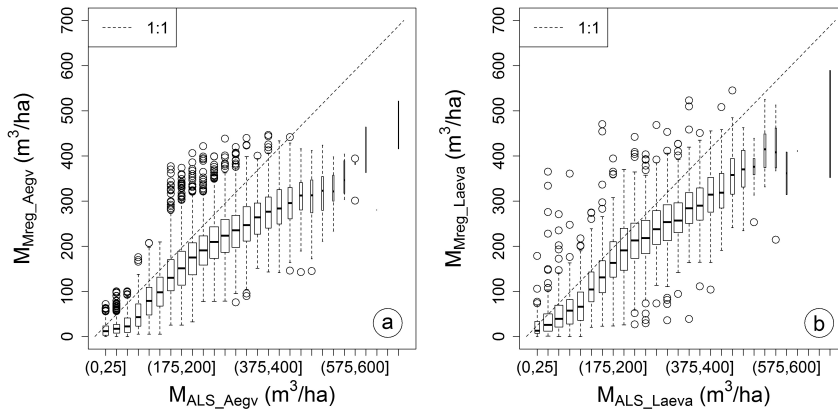 700
600
500
400
300
200
100
0
M_Mreg_Aegv (m³/ha)
1:1
a
(0,25] (175,200] (375,400] (575,600]
M_ALS_Aegv (m³/ha)
700
600
500
400
300
200
100
0
M_Mreg_Laeva (m³/ha)
1:1
b
(0,25] (175,200] (375,400] (575,600]
M_ALS_Laeva (m³/ha)